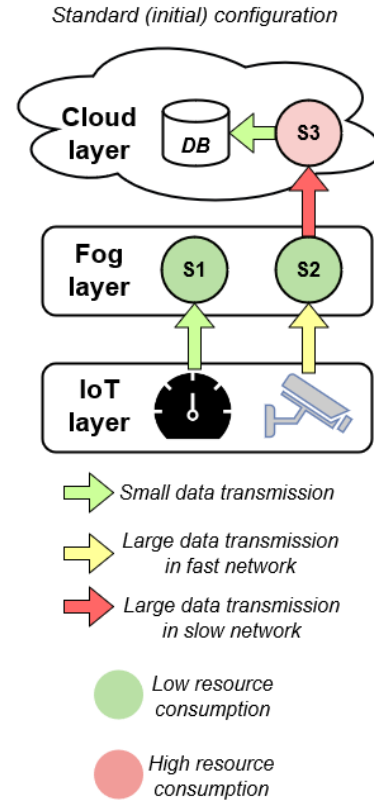 Standard (initial) configuration
Cloud
layer
DB
S3
Fog
layer
S1
S2
IoT
layer
Small data transmission
Large data transmission
in fast network
Large data transmission
in slow network
Low resource
consumption
High resource
consumption